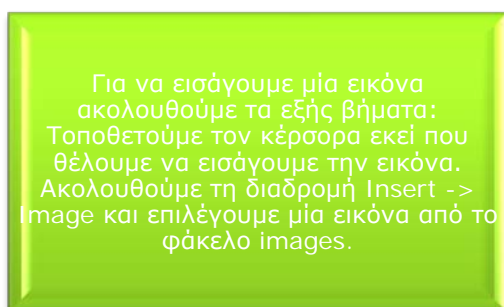 Για να εισάγουμε μία εικόνα
ακολουθούμε τα εξής βήματα:
Τοποθετούμε τον κέρσορα εκεί που
θέλουμε να εισάγουμε την εικόνα.
Ακολουθούμε τη διαδρομή Insert ->
Image και επιλέγουμε μία εικόνα από το
φάκελο images.